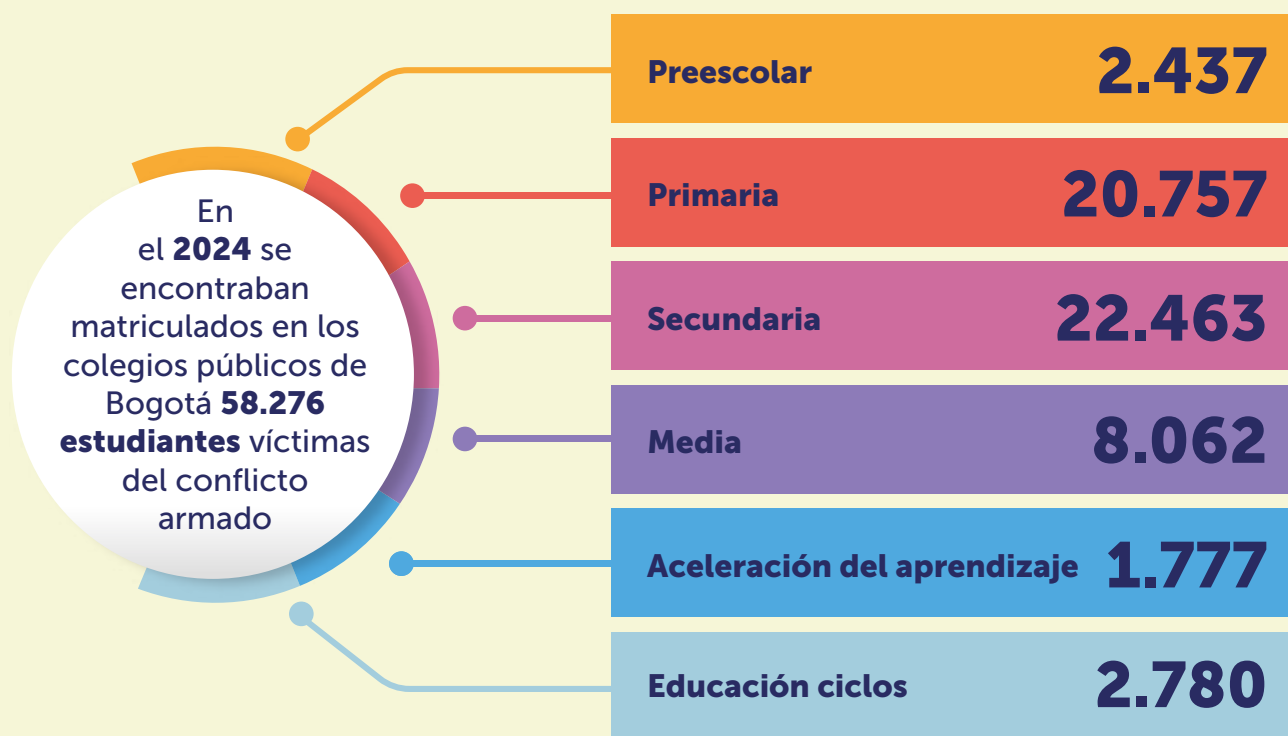 En
el 2024 se
encontraban
matriculados en los
colegios públicos de
Bogotá 58.276
estudiantes víctimas
del conflicto
armado
Preescolar 2.437
Primaria 20.757
Secundaria 22.463
Media 8.062
Aceleración del aprendizaje 1.777
Educación ciclos 2.780